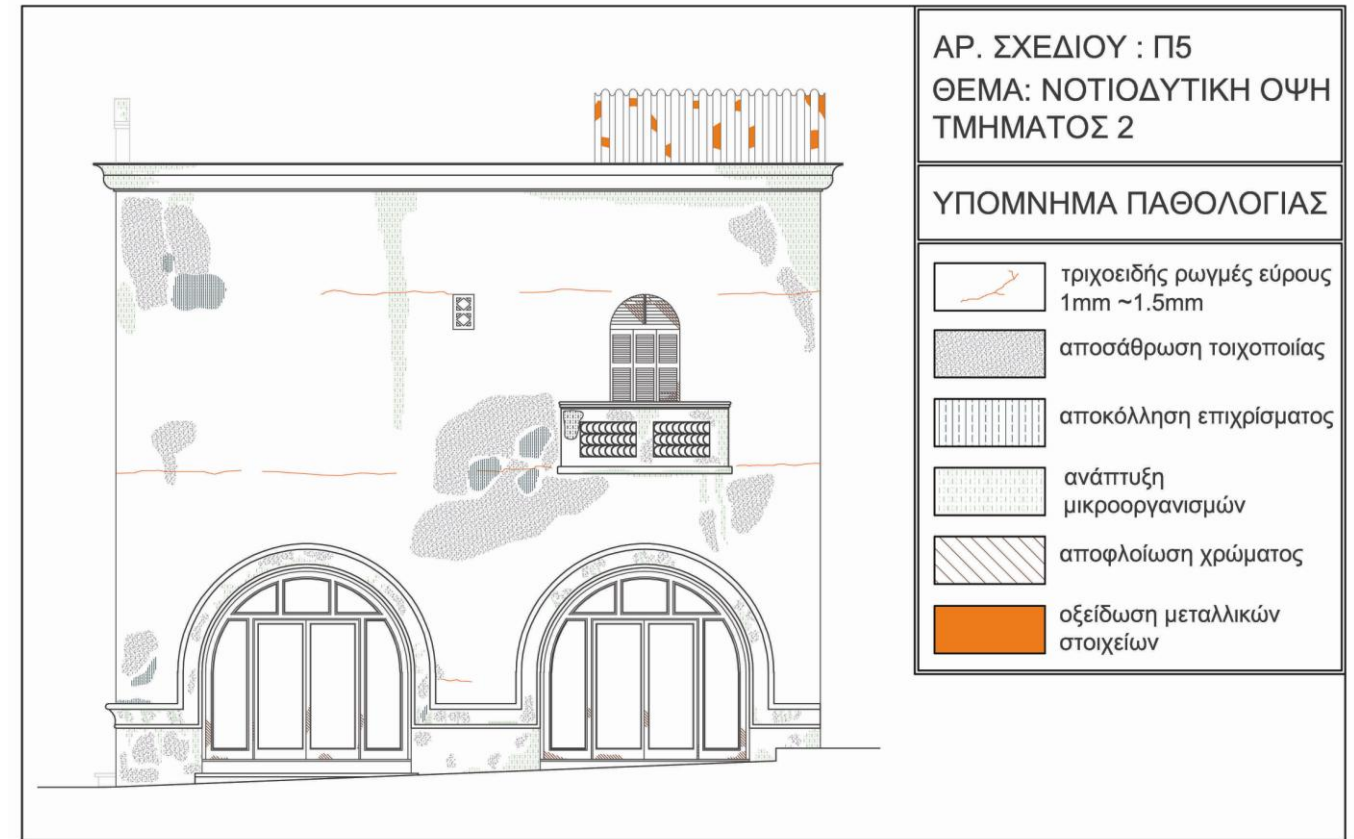 ΑΡ. ΣΧΕΔΙΟΥ : Π5
ΘΕΜΑ: ΝΟΤΙΟΔΥΤΙΚΗ ΟΨΗ
ΤΜΗΜΑΤΟΣ 2
ΥΠΟΜΝΗΜΑ ΠΑΘΟΛΟΓΙΑΣ
τριχοειδής ρωγμές εύρους
1mm ~1.5mm
αποσάθρωση τοιχοποιίας
αποκόλληση επιχρίσματος
ανάπτυξη
μικροοργανισμών
αποφλοίωση χρώματος
οξείδωση μεταλλικών
στοιχείων